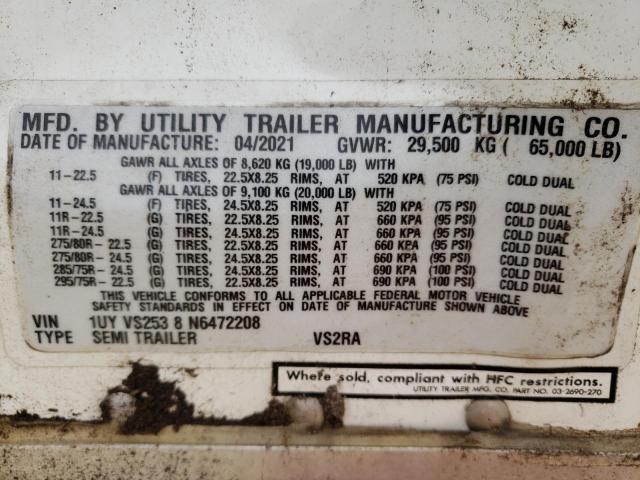 MFD. BY UTILITY TRAILER MANUFACTURING CO.
DATE OF MANUFACTURE: 04/2021 GVWR: 29,500 KG ( 65,000 LB)
GAWR ALL AXLES OF 8,620 KG (19,000 LB) WITH
11-22.5 (F) TIRES, 22.5X8.25 RIMS, AT 520 KPA (75 PSI) COLD DUAL
GAWR ALL AXLES OF 9,100 KG (20,000 LB) WITH
11-24.5 (F) TIRES, 24.5X8.25 RIMS, AT 520 KPA (75 PSI) COLD DUAL
11R-22.5 (G) TIRES, 22.5X8.25 RIMS, AT 660 KPA (95 PSI) COLD DUAL
11R-24.5 (G) TIRES, 24.5X8.25 RIMS, AT 660 KPA (95 PSI) COLD DUAL
275/80R-22.5 (G) TIRES, 22.5X8.25 RIMS, AT 660 KPA (95 PSI) COLD DUAL
275/80R-24.5 (G) TIRES, 24.5X8.25 RIMS, AT 660 KPA (95 PSI) COLD DUAL
285/75R-24.5 (G) TIRES, 24.5X8.25 RIMS, AT 690 KPA (100 PSI) COLD DUAL
295/75R-22.5 (G) TIRES, 22.5X8.25 RIMS, AT 690 KPA (100 PSI) COLD DUAL
THIS VEHICLE CONFORMS TO ALL APPLICABLE FEDERAL MOTOR VEHICLE
SAFETY STANDARDS IN EFFECT ON DATE OF MANUFACTURE SHOWN ABOVE.
VIN 1UY VS253 8 N6472208
TYPE SEMI TRAILER VS2RA
Where sold, compliant with HFC restrictions.
UTILITY TRAILER MFG. CO. PART NO. 03-2690-270